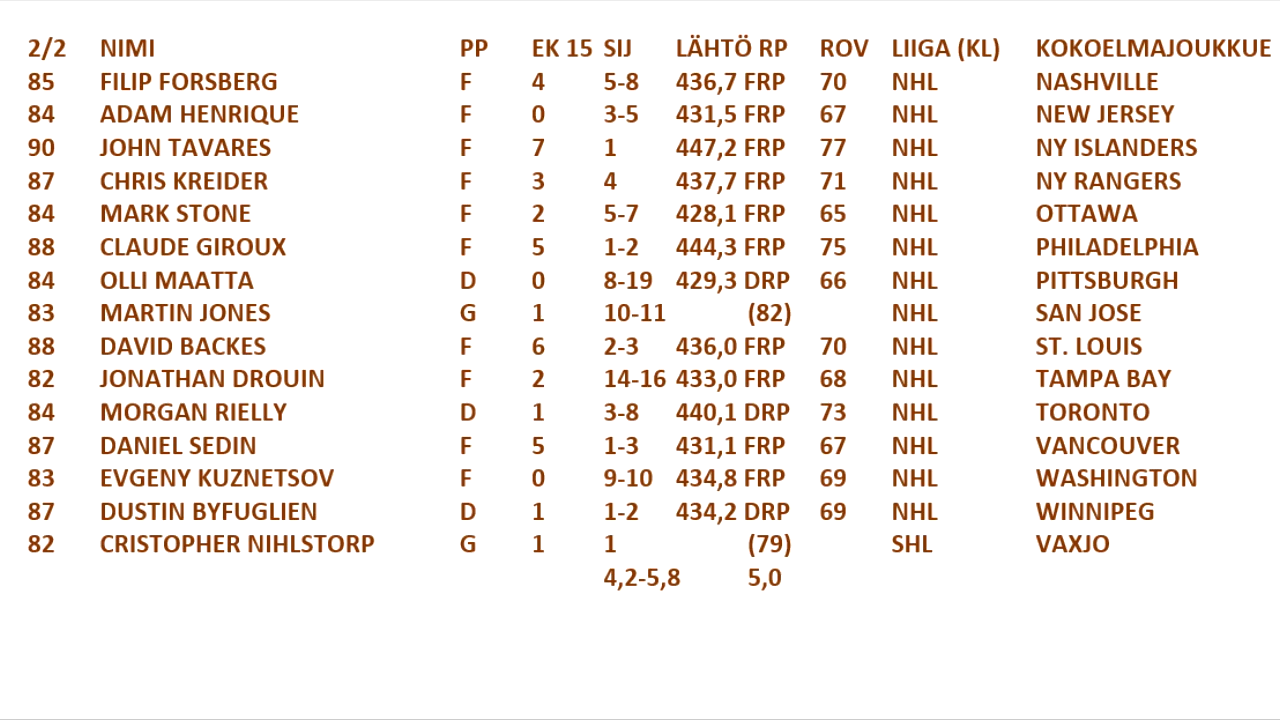 2/2 NIMI PP EK 15 SIJ LÄHTÖ RP ROV LIIGA (KL) KOKOELMAJOUKKUE
85 FILIP FORSBERG F 4 5-8 436,7 FRP 70 NHL NASHVILLE
84 ADAM HENRIQUE F 0 3-5 431,5 FRP 67 NHL NEW JERSEY
90 JOHN TAVARES F 7 1 447,2 FRP 77 NHL NY ISLANDERS
87 CHRIS KREIDER F 3 4 437,7 FRP 71 NHL NY RANGERS
84 MARK STONE F 2 5-7 428,1 FRP 65 NHL OTTAWA
88 CLAUDE GIROUX F 5 1-2 444,3 FRP 75 NHL PHILADELPHIA
84 OLLI MAATTA D 0 8-19 429,3 DRP 66 NHL PITTSBURGH
83 MARTIN JONES G 1 10-11 (82) NHL SAN JOSE
88 DAVID BACKES F 6 2-3 436,0 FRP 70 NHL ST. LOUIS
82 JONATHAN DROUIN F 2 14-16 433,0 FRP 68 NHL TAMPA BAY
84 MORGAN RIELLY D 1 3-8 440,1 DRP 73 NHL TORONTO
87 DANIEL SEDIN F 5 1-3 431,1 FRP 67 NHL VANCOUVER
83 EVGENY KUZNETSOV F 0 9-10 434,8 FRP 69 NHL WASHINGTON
87 DUSTIN BYFUGLIEN D 1 1-2 434,2 DRP 69 NHL WINNIPEG
82 CRISTOPHER NIHLSTORP G 1 1 (79) SHL VAXJO
4,2-5,8 5,0